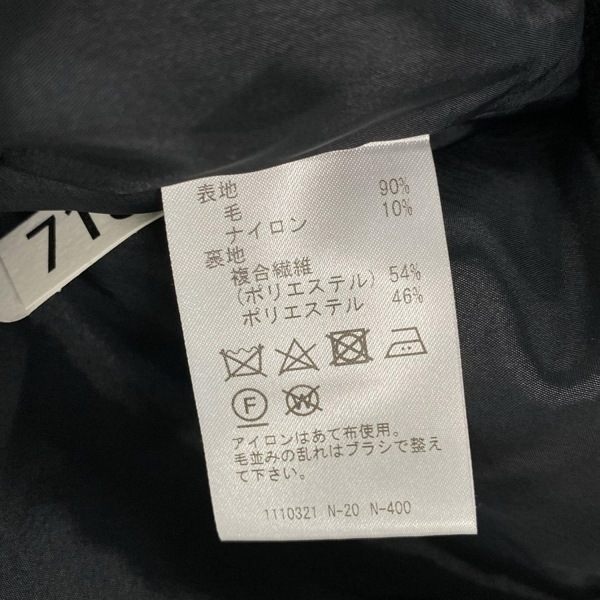 表地
毛 90%
ナイロン 10%
裏地
複合繊維
(ポリエステル) 54%
ポリエステル 46%
F W
アイロンはあて布使用。
毛並みの乱れはブラシで整え
て下さい。
1110321 N-20 N-400
71